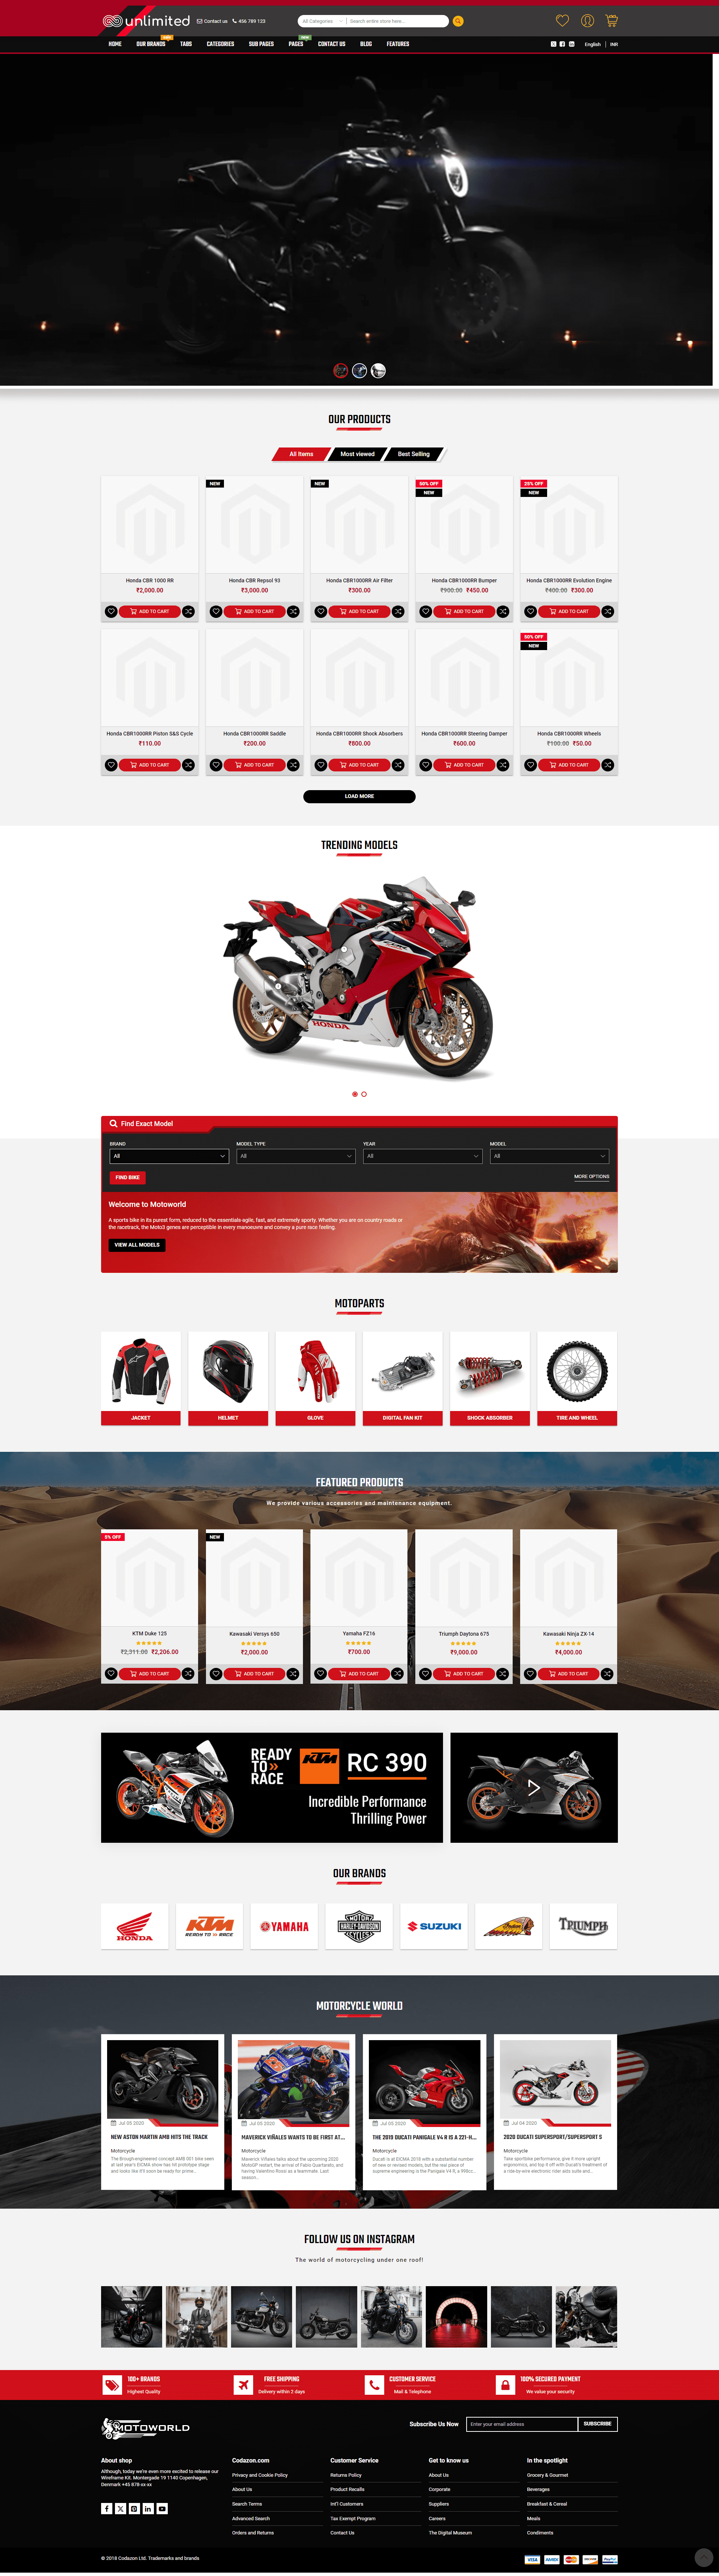 unlimited
Contact us
456 789 123
All Categories
Search entire store here...
HOME
OUR BRANDS
TABS
CATEGORIES
SUB PAGES
PAGES
CONTACT US
BLOG
FEATURES
English
INR
OUR PRODUCTS
All Items
Most viewed
Best Selling
NEW
NEW
50% OFF
NEW
25% OFF
NEW
Honda CBR 1000 RR
Honda CBR Repsol 93
Honda CBR1000RR Air Filter
Honda CBR1000RR Bumper
Honda CBR1000RR Evolution Engine
₹2,000.00
₹3,000.00
₹300.00
₹900.00 ₹450.00
₹400.00 ₹300.00
ADD TO CART
ADD TO CART
ADD TO CART
ADD TO CART
ADD TO CART
50% OFF
NEW
Honda CBR1000RR Piston S&S Cycle
Honda CBR1000RR Saddle
Honda CBR1000RR Shock Absorbers
Honda CBR1000RR Steering Damper
Honda CBR1000RR Wheels
₹110.00
₹200.00
₹800.00
₹600.00
₹100.00 ₹50.00
ADD TO CART
ADD TO CART
ADD TO CART
ADD TO CART
ADD TO CART
LOAD MORE
TRENDING MODELS
HONDA
Find Exact Model
BRAND
MODEL TYPE
YEAR
MODEL
All
All
All
All
FIND BIKE
MORE OPTIONS
Welcome to Motoworld
A sports bike in its purest form, reduced to the essentials-agile, fast, and extremely sporty. Whether you are on country roads or
the racetrack, the Moto3 genes are perceptible in every manoeuvre and convey a pure sense of feeling.
VIEW ALL MODELS
MOTOPARTS
JACKET
HELMET
GLOVE
DIGITAL FAN KIT
SHOCK ABSORBER
TIRE AND WHEEL
FEATURED PRODUCTS
We provide various accessories and maintenance equipment.
5% OFF
NEW
KTM Duke 125
Kawasaki Versys 650
Yamaha FZ16
Triumph Daytona 675
Kawasaki Ninja ZX-14
₹2,311.00 ₹2,206.00
₹2,000.00
₹700.00
₹9,000.00
₹4,000.00
ADD TO CART
ADD TO CART
ADD TO CART
ADD TO CART
ADD TO CART
READY
TO
RACE
KTM
RC 390
Incredible Performance
Thrilling Power
OUR BRANDS
HONDA
KTM
READY TO RACE
YAMAHA
MOTOR
HARLEY-DAVIDSON
CYCLES
SUZUKI
TRIUMPH
MOTORCYCLE WORLD
Jul 05 2020
NEW ASTON MARTIN AMB HITS THE TRACK
Motorcycle
The Brough-engineered concept AMB 001 bike seen
at last year's EICMA show has hit prototype stage
and looks like it'll soon be ready for prime...
Jul 05 2020
MAVERICK VIÑALES WANTS TO BE FIRST AT...
Motorcycle
Maverick Viñales talks about the upcoming 2020
MotoGP restart, the arrival of Fabio Quartararo, and
having Valentino Rossi as a teammate. Last
season...
Jul 05 2020
THE 2019 DUCATI PANIGALE V4 R IS A 221-H...
Motorcycle
Ducati is at EICMA 2018 with a substantial number
of new or revised models, but the real piece of
supreme engineering is the Panigale V4 R, a 998cc...
Jul 04 2020
2020 DUCATI SUPERSPORT/SUPERSPORT S
Motorcycle
Take sportbike performance, give it more upright
ergonomics, and top it off with Ducati's treatment of
a ride-by-wire electronic rider aids suite and...
FOLLOW US ON INSTAGRAM
The world of motorcycling under one roof!
100+ BRANDS
Highest Quality
FREE SHIPPING
Delivery within 2 days
CUSTOMER SERVICE
Mail & Telephone
100% SECURED PAYMENT
We value your security
MOTOWORLD
Subscribe Us Now
Enter your email address
SUBSCRIBE
About shop
Although, today we're even more excited to release our
Wireframe Kit. Montergade 19 1140 Copenhagen,
Denmark +45 878 xx xx
Codazon.com
Privacy and Cookie Policy
About Us
Search Terms
Advanced Search
Orders and Returns
Customer Service
Returns Policy
Product Recalls
Int'l Customers
Tax Exempt Program
Contact Us
Get to know us
About Us
Corporate
Suppliers
Careers
The Digital Museum
In the spotlight
Grocery & Gourmet
Beverages
Breakfast & Cereal
Meals
Condiments
© 2018 Codazon Ltd. Trademarks and brands
VISA
PayPal